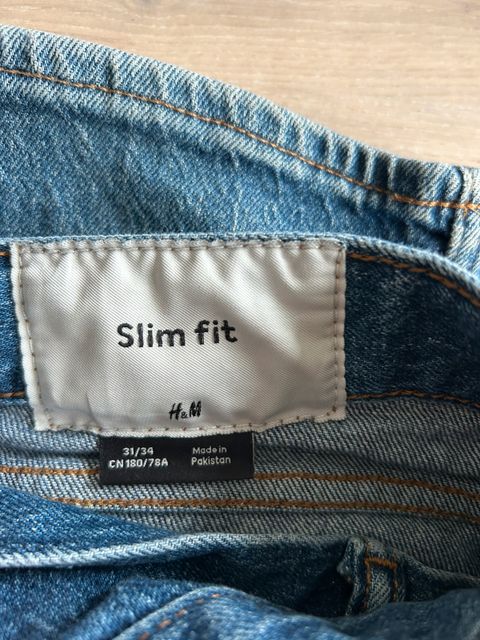 Slim fit
H&M
31/34
CN 180/78A
Made in
Pakistan